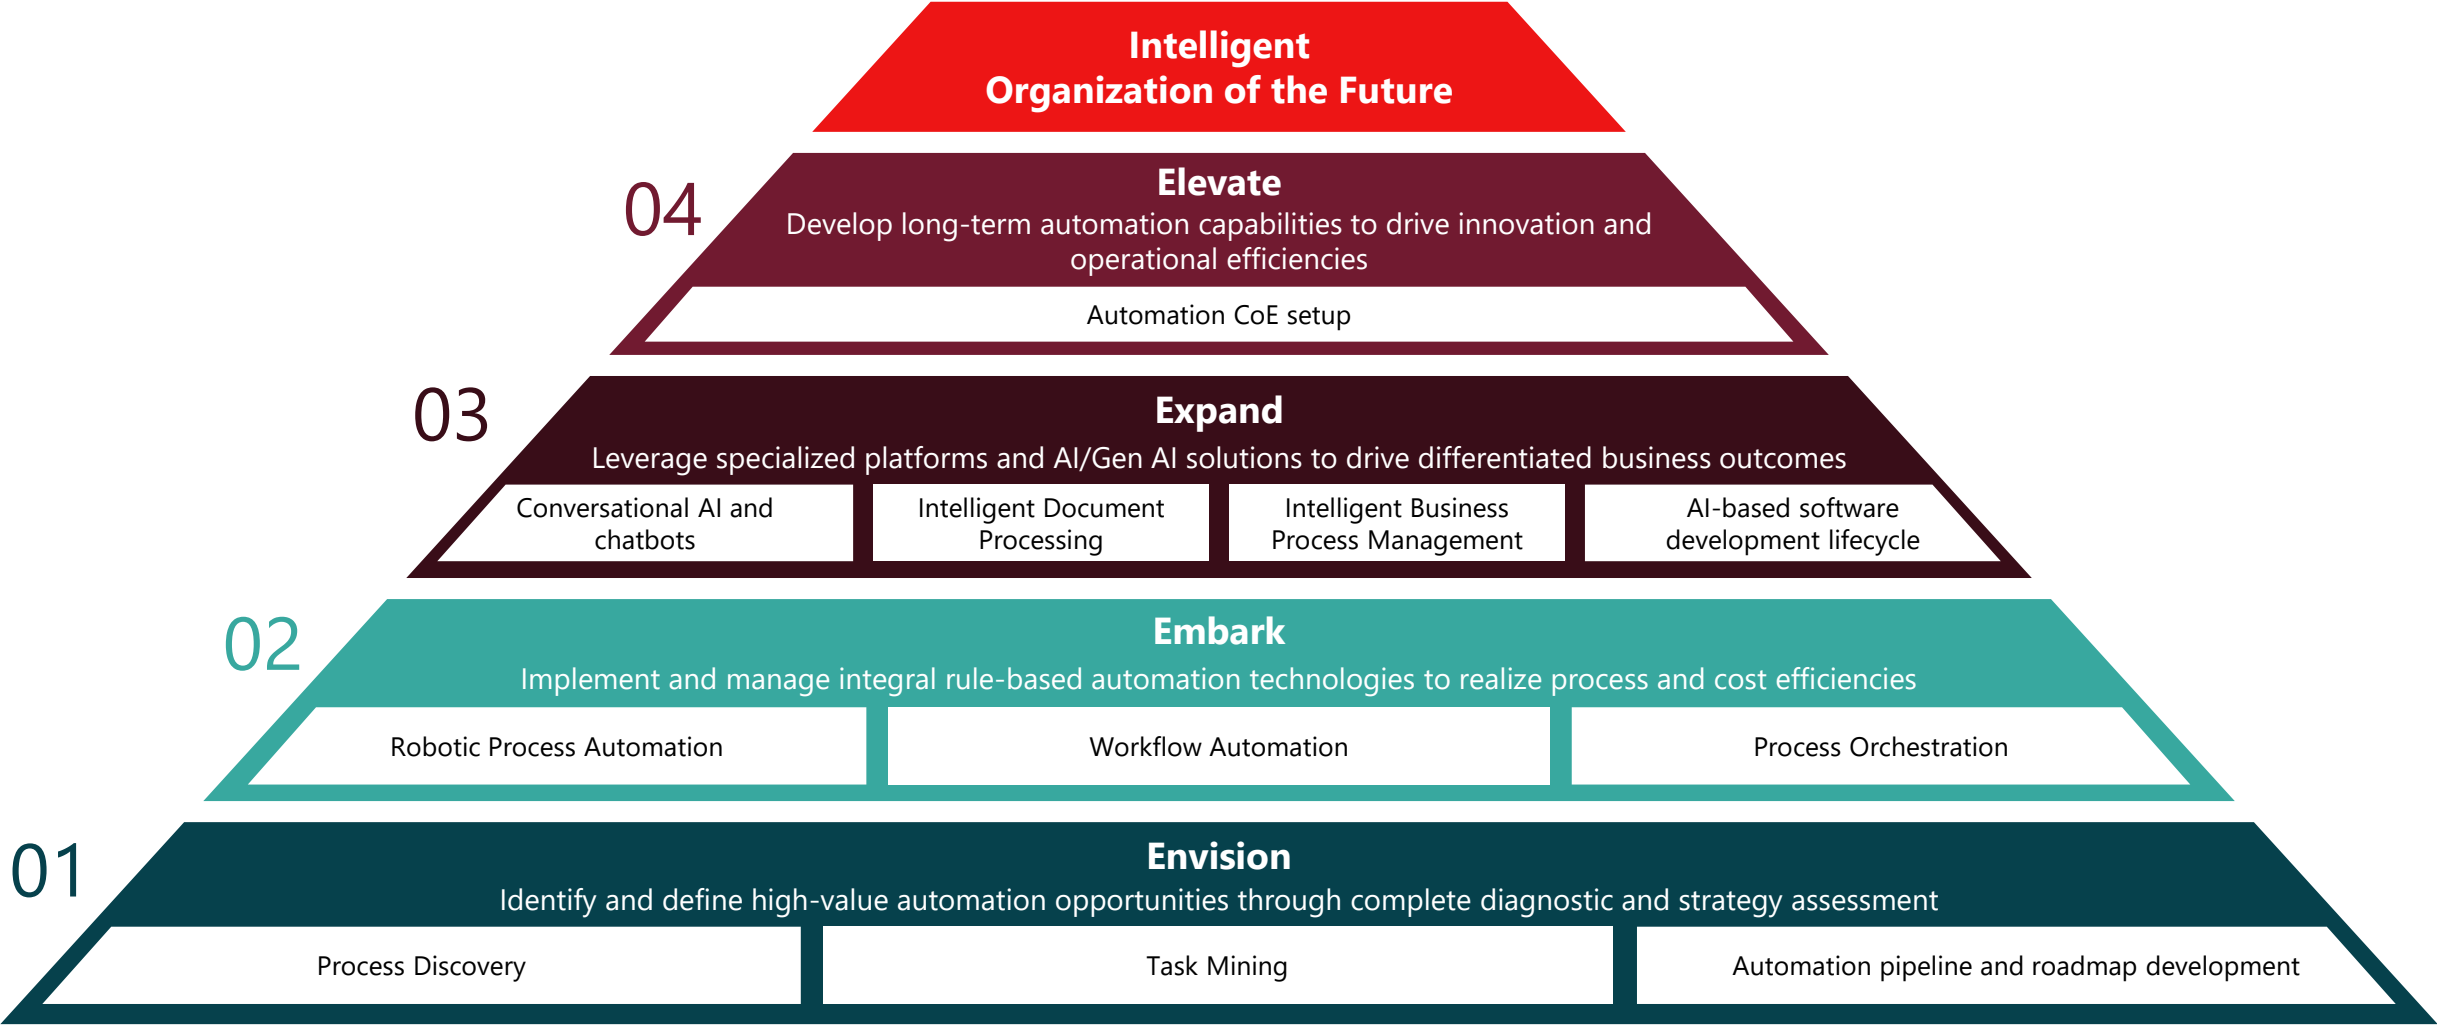 Intelligent
Organization of the Future
04
Elevate
Develop long-term automation capabilities to drive innovation and
operational efficiencies
Automation CoE setup
03
Expand
Leverage specialized platforms and AI/Gen AI solutions to drive differentiated business outcomes
Conversational AI and
chatbots
Intelligent Document
Processing
Intelligent Business
Process Management
AI-based software
development lifecycle
02
Embark
Implement and manage integral rule-based automation technologies to realize process and cost efficiencies
Robotic Process Automation
Workflow Automation
Process Orchestration
01
Envision
Identify and define high-value automation opportunities through complete diagnostic and strategy assessment
Process Discovery
Task Mining
Automation pipeline and roadmap development